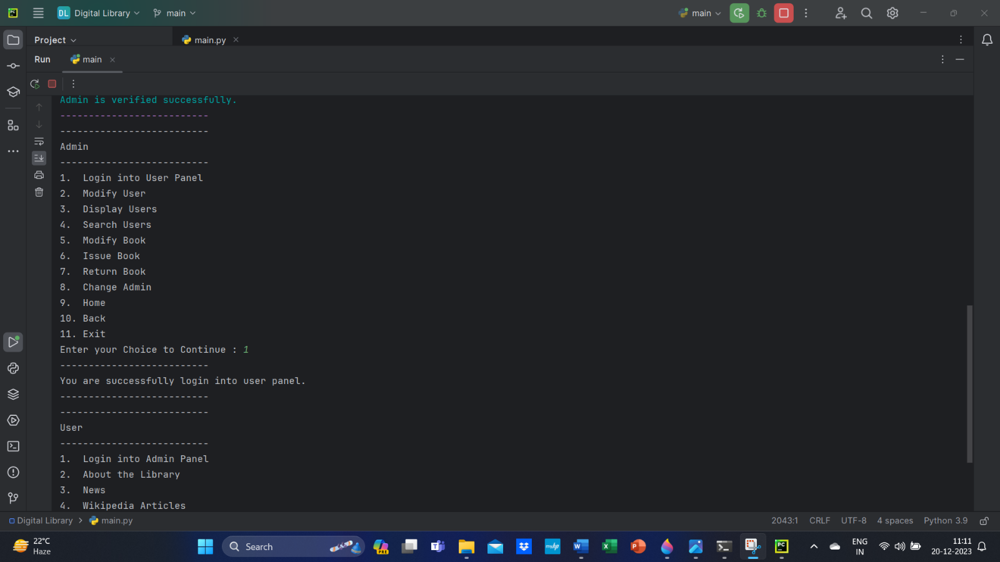 DL Digital Library main
main
Project
main.py
Run main
Admin is verified successfully.
--------------------------
--------------------------
Admin
--------------------------
1.  Login into User Panel
2.  Modify User
3.  Display Users
4.  Search Users
5.  Modify Book
6.  Issue Book
7.  Return Book
8.  Change Admin
9.  Home
10. Back
11. Exit
Enter your Choice to Continue : 1
--------------------------
You are successfully login into user panel.
--------------------------
--------------------------
User
--------------------------
1.  Login into Admin Panel
2.  About the Library
3.  News
4.  Wikipedia Articles
Digital Library > main.py
2043:1 CRLF UTF-8 4 spaces Python 3.9
22°C
Haze
Search
PRE
myhp
ENG
IN
11:11
20-12-2023